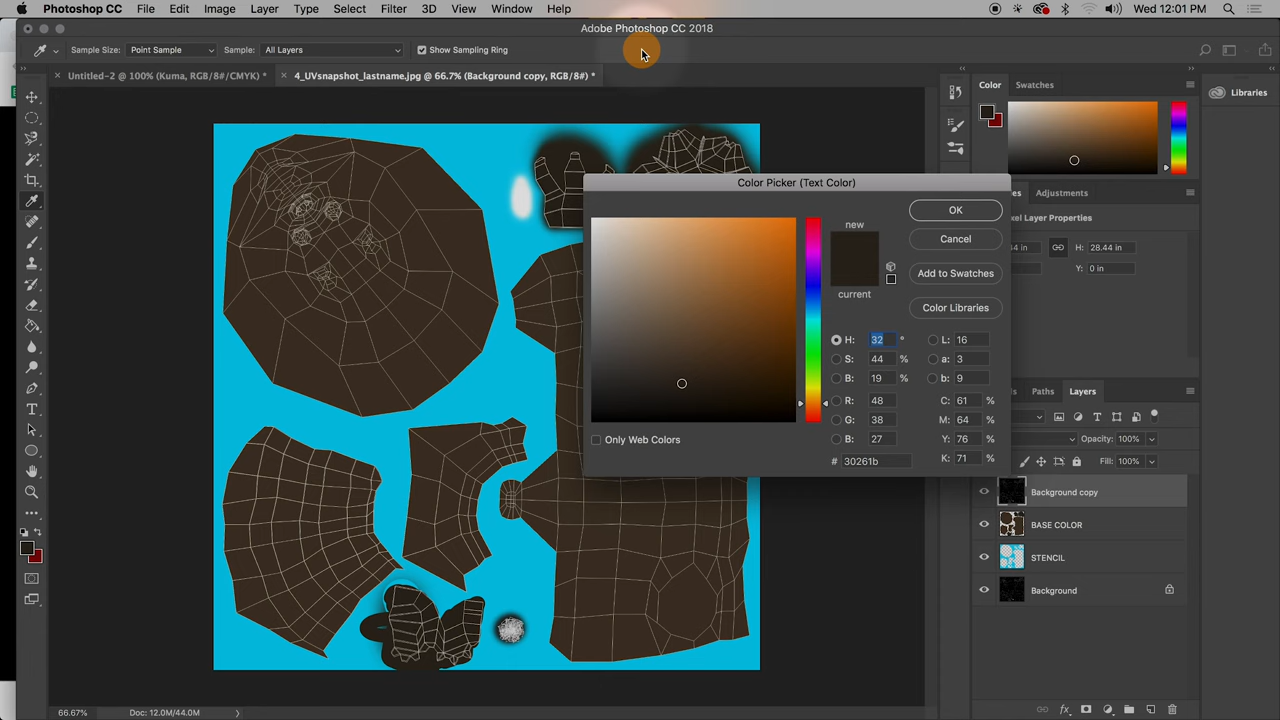 Photoshop CC File Edit Image Layer Type Select Filter 3D View Window Help Wed 12:01 PM
Adobe Photoshop CC 2018
Sample Size: Point Sample Sample: All Layers Show Sampling Ring
× Untitled-2 @ 100% (Kuma, RGB/8#/CMYK) * × 4_UVsnapshot_lastname.jpg @ 66.7% (Background copy, RGB/8#) *
Color Swatches
Libraries
Color Picker (Text Color)
Adjustments
OK
new
Cancel
Add to Swatches
current
Color Libraries
H: 32 ° L: 16
S: 44 % a: 3
B: 19 % b: 9
R: 48 C: 61 %
G: 38 M: 64 %
B: 27 Y: 76 %
# 30261b K: 71 %
Only Web Colors
xel Layer Properties
44 in H: 28.44 in
Y: 0 in
Paths Layers
Opacity: 100%
Fill: 100%
Background copy
BASE COLOR
STENCIL
Background
fx
66.67% Doc: 12.0M/44.0M